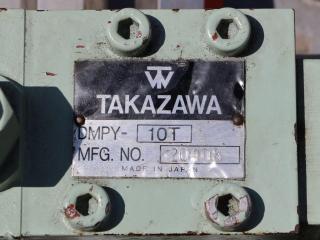 TAKAZAWA
DMPY- 10T
MFG. NO.
MADE IN JAPAN